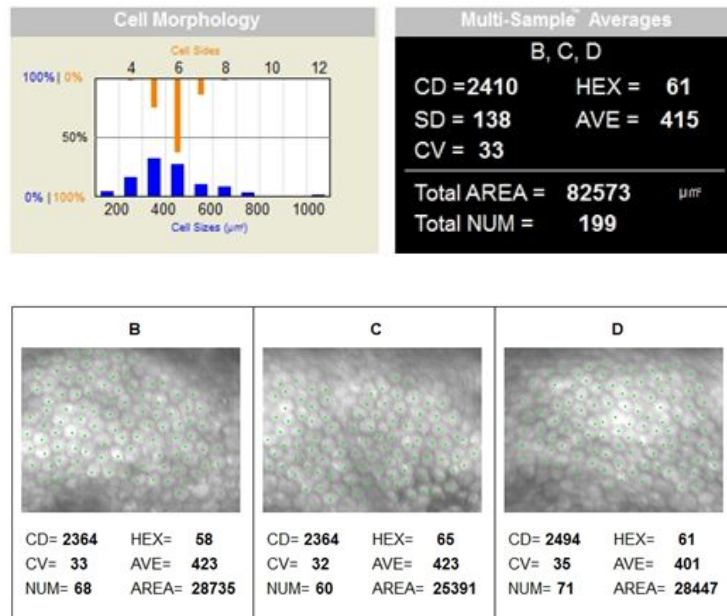 Cell Morphology
Cell Sides
4 6 8 10 12
100% | 0%
50%
0% | 100%
200 400 600 800 1000
Cell Sizes (µm²)
Multi-Sample™ Averages
B, C, D
CD =2410 HEX = 61
SD = 138 AVE = 415
CV = 33
Total AREA = 82573 µm²
Total NUM = 199
B
C
D
CD= 2364 HEX= 58
CV= 33 AVE= 423
NUM= 68 AREA= 28735
CD= 2364 HEX= 65
CV= 32 AVE= 423
NUM= 60 AREA= 25391
CD= 2494 HEX= 61
CV= 35 AVE= 401
NUM= 71 AREA= 28447